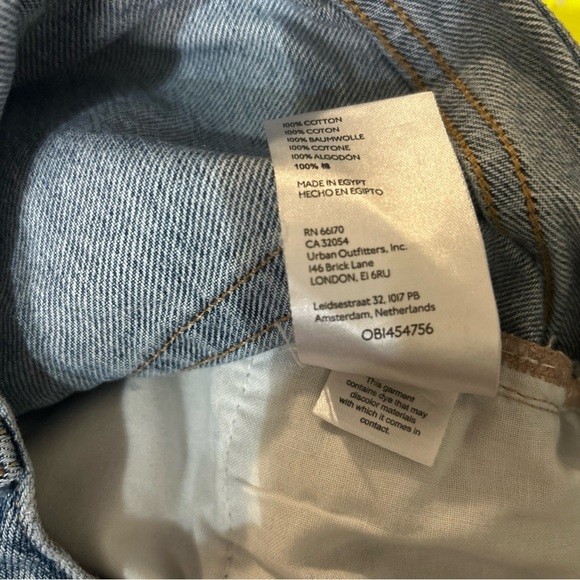 100% COTTON
100% COTON
100% BAUMWOLLE
100% COTONE
100% ALGODÓN
100% 棉
MADE IN EGYPT
HECHO EN EGIPTO
RN 66170
CA 32054
Urban Outfitters, Inc.
146 Brick Lane
LONDON, E1 6RU
Leidsestraat 32, 1017 PB
Amsterdam, Netherlands
OB1454756
This garment
contains dye that may
discolor materials
with which it comes in
contact.